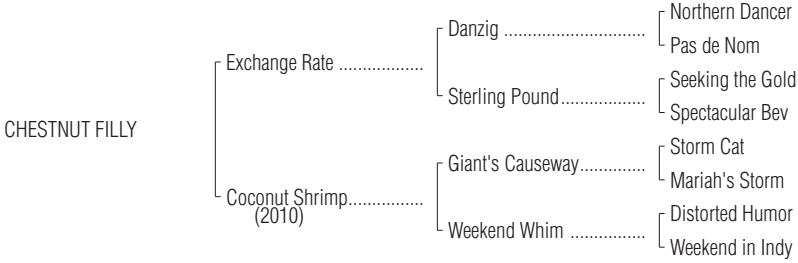 Northern Dancer
Danzig ..............................
Pas de Nom
Exchange Rate ..................
Seeking the Gold
Sterling Pound..................
Spectacular Bev
CHESTNUT FILLY
Storm Cat
Giant's Causeway..............
Mariah's Storm
Coconut Shrimp................
(2010)
Distorted Humor
Weekend Whim ................
Weekend in Indy